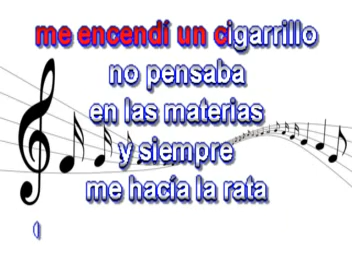 me encendí un cigarrillo
no pensaba
en las materias
y siempre
me hacía la rata